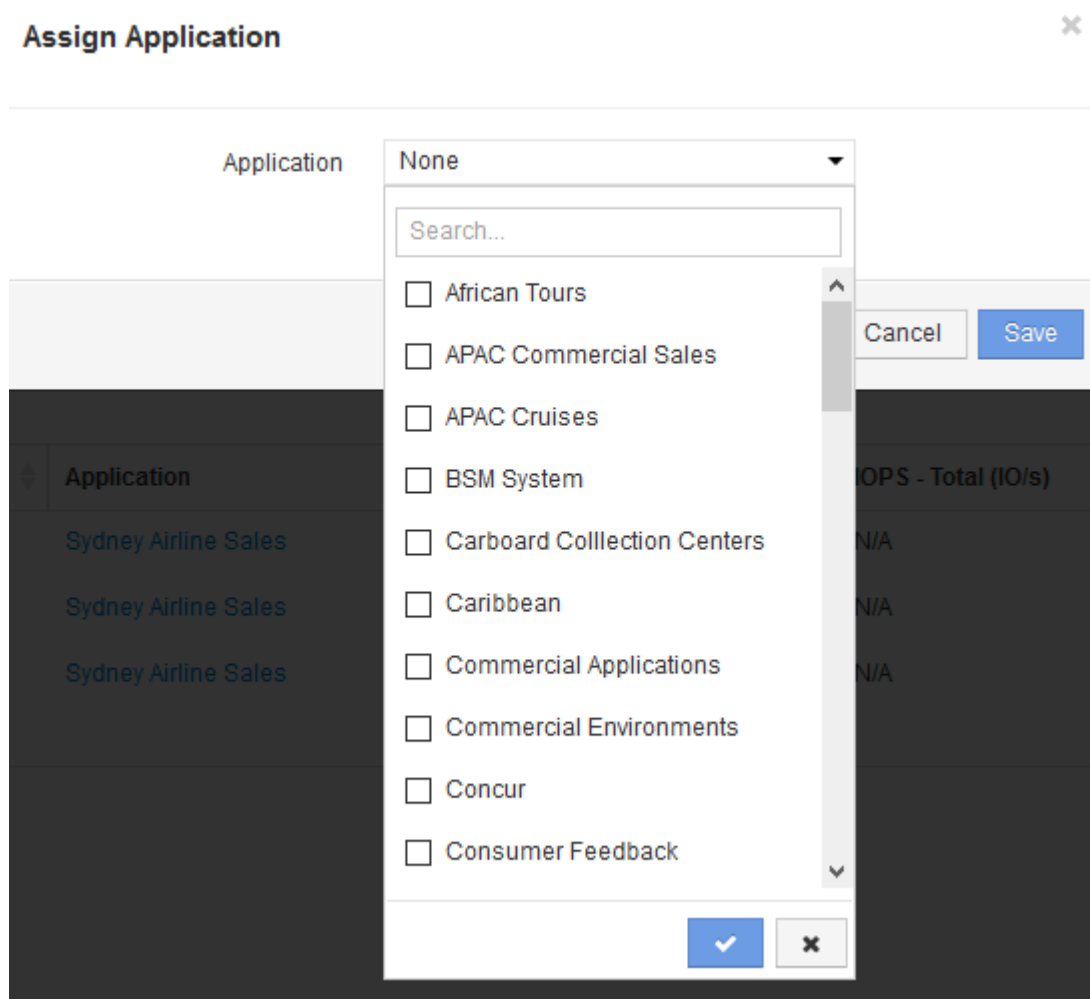 Assign Application
Application
None
Search...
African Tours
APAC Commercial Sales
APAC Cruises
BSM System
Carboard Colllection Centers
Caribbean
Commercial Applications
Commercial Environments
Concur
Consumer Feedback
Cancel Save
Application IOPS - Total (IO/s)
Sydney Airline Sales N/A
Sydney Airline Sales N/A
Sydney Airline Sales N/A